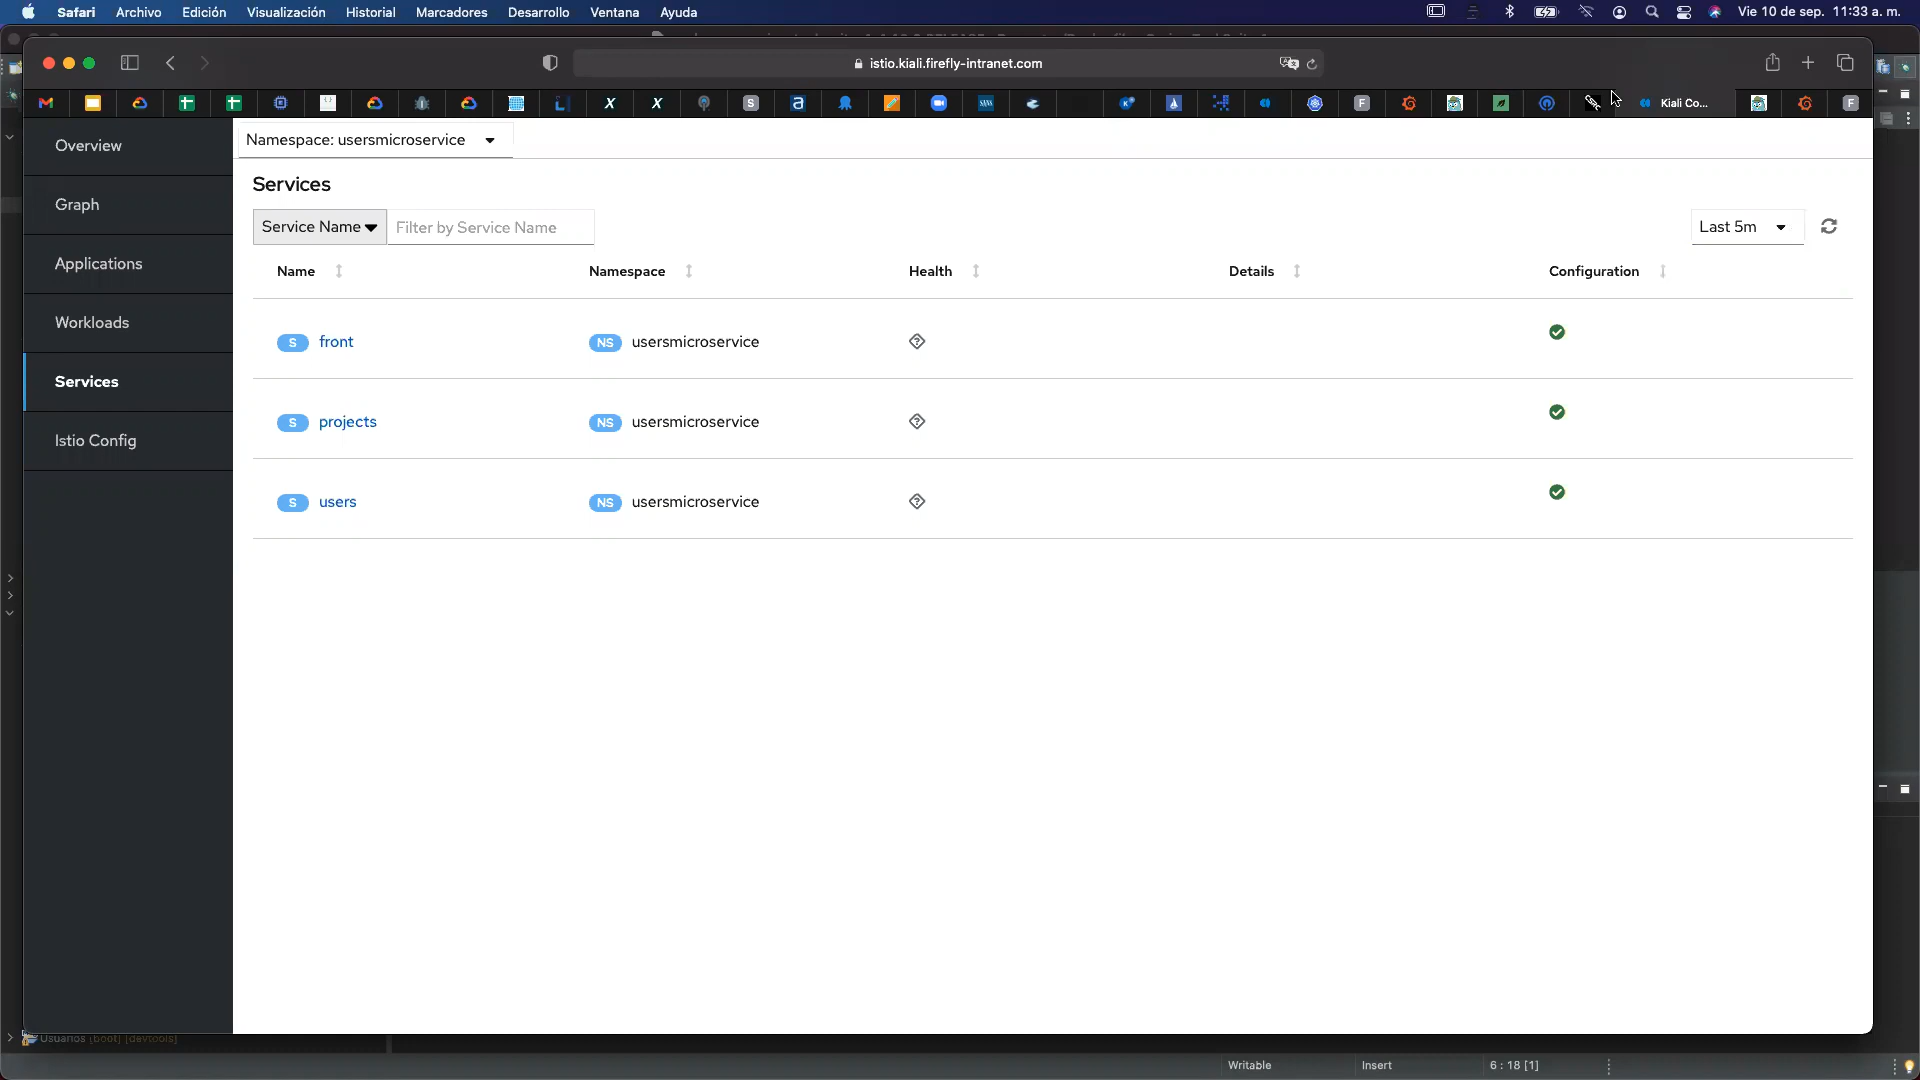 Safari Archivo Edición Visualización Historial Marcadores Desarrollo Ventana Ayuda Vie 10 de sep. 11:33 a. m.
istio.kiali.firefly-intranet.com
Kiali Co...
Overview
Graph
Applications
Workloads
Services
Istio Config
Namespace: usersmicroservice
Services
Service Name Filter by Service Name Last 5m
Name Namespace Health Details Configuration
S front NS usersmicroservice
S projects NS usersmicroservice
S users NS usersmicroservice
Usuarios [boot] [devtools]
Writable Insert 6 : 18 [1]